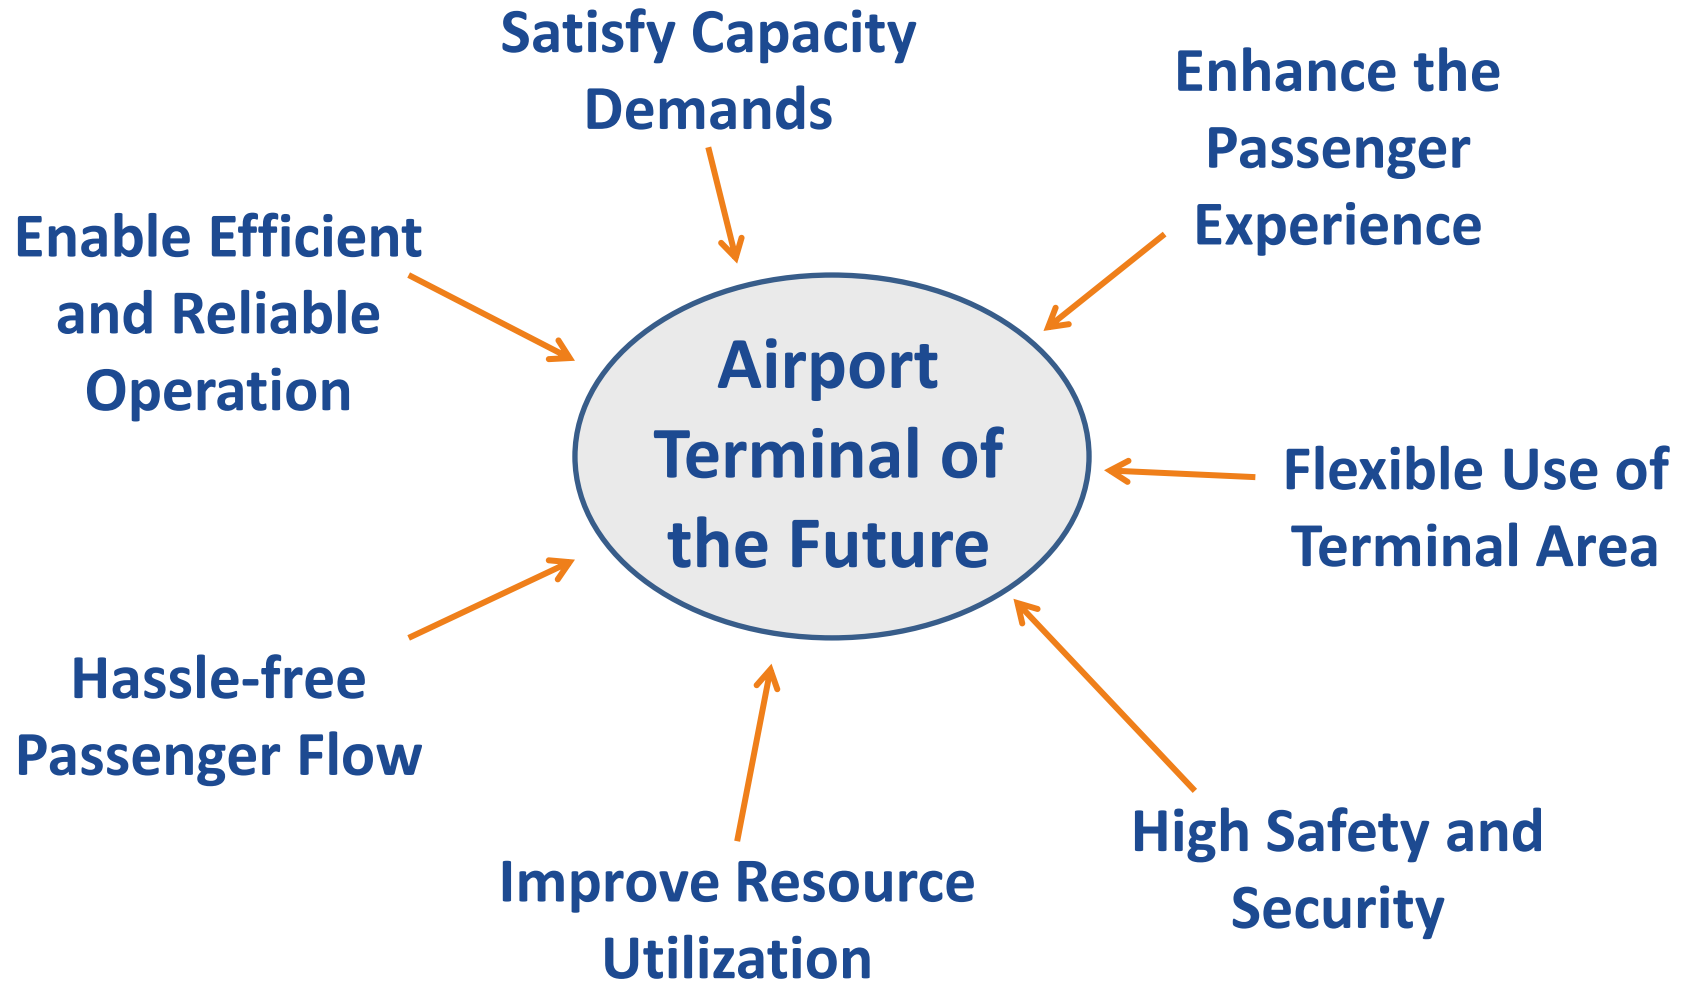 Satisfy Capacity
Demands
Enhance the
Passenger
Experience
Enable Efficient
and Reliable
Operation
Airport
Terminal of
the Future
Flexible Use of
Terminal Area
Hassle-free
Passenger Flow
High Safety and
Security
Improve Resource
Utilization